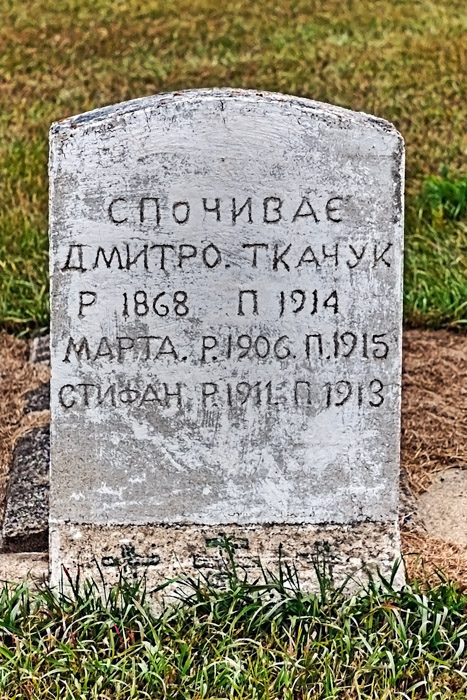 СПОЧИВАЄ
ДМИТРО. ТКАЧУК
Р 1868 П 1914
МАРТА. Р. 1906. П. 1915
СТИФАН. Р. 1911. П 1913